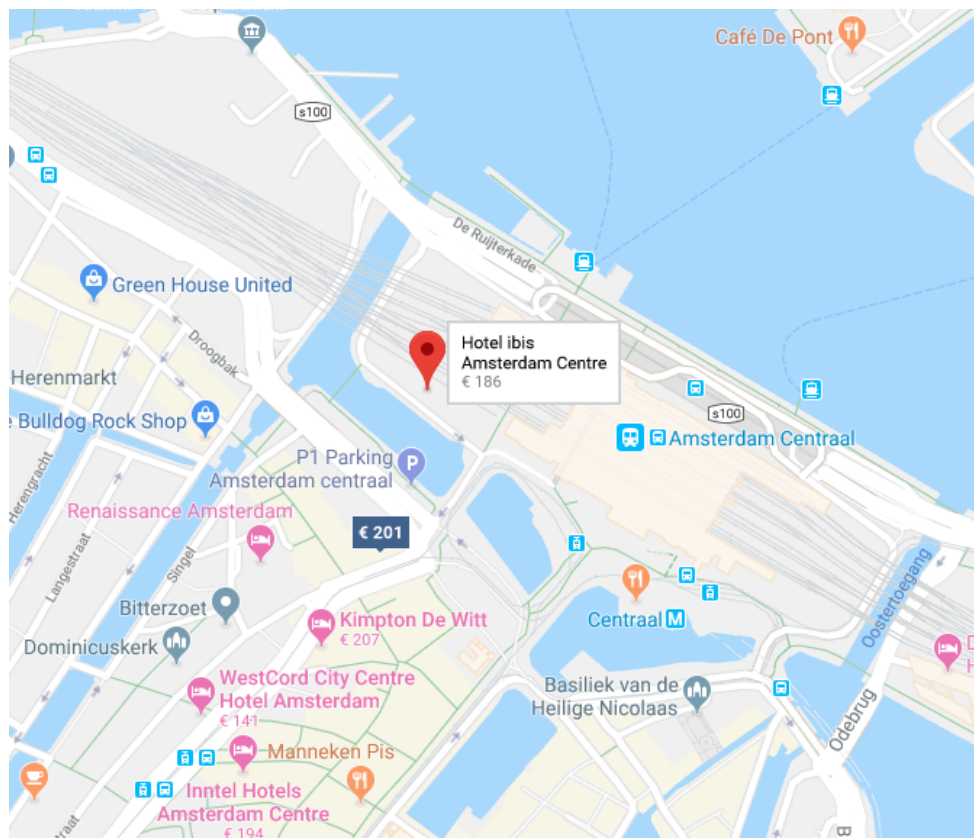 Café De Pont
s100
De Ruijterkade
Green House United
Droogbak
Hotel ibis
Amsterdam Centre
€ 186
Herenmarkt
Bulldog Rock Shop
s100
Amsterdam Centraal
P1 Parking
Amsterdam centraal
Herengracht
Renaissance Amsterdam
€ 201
Langestraat
Singel
Oostertoegang
Bitterzoet
Kimpton De Witt
€ 207
Centraal M
Dominicuskerk
WestCord City Centre
Hotel Amsterdam
€ 141
Basiliek van de
Heilige Nicolaas
Odebrug
Manneken Pis
Inntel Hotels
Amsterdam Centre
€ 194